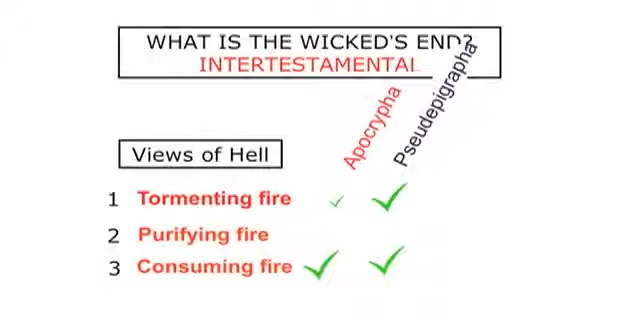 WHAT IS THE WICKED'S END?
INTERTESTAMENTAL
Apocrypha
Pseudepigrapha
Views of Hell
1 Tormenting fire
2 Purifying fire
3 Consuming fire